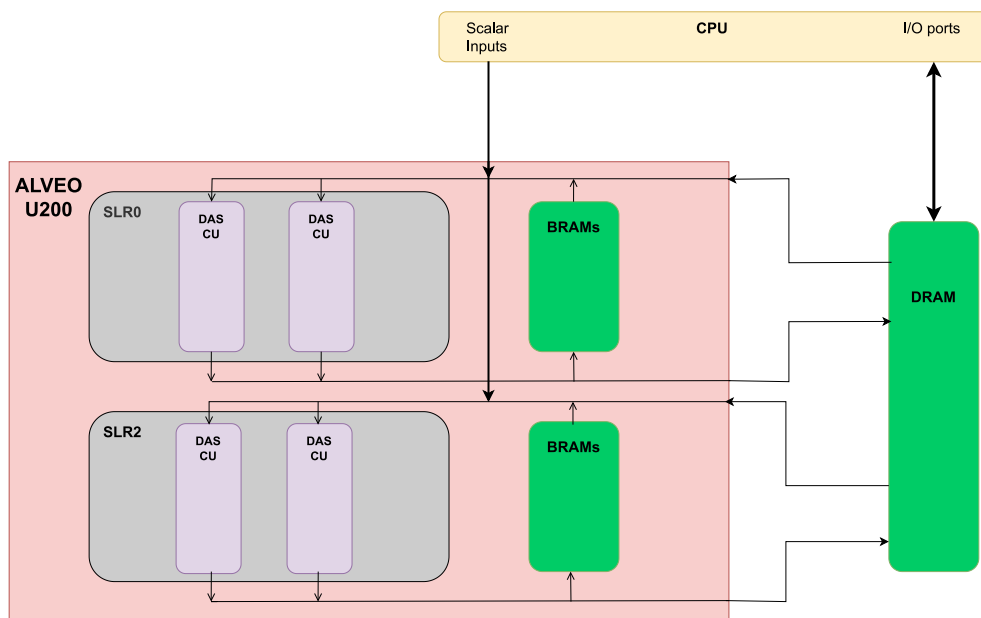 Scalar
Inputs
CPU
I/O ports
ALVEO
U200
SLR0
DAS
CU
DAS
CU
BRAMs
DRAM
SLR2
DAS
CU
DAS
CU
BRAMs